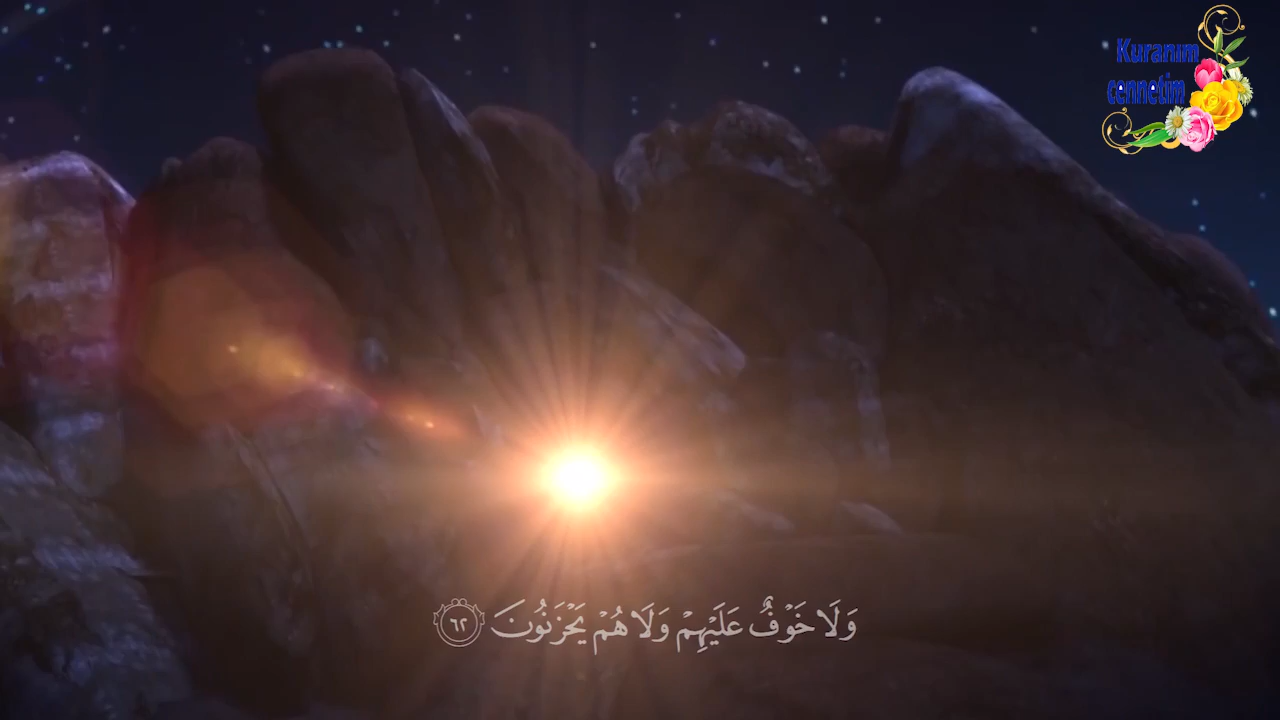 Kuranım
cennetim
وَلَا خَوْفٌ عَلَيْهِمْ وَلَا هُمْ يَحْزَنُونَ ٦٢